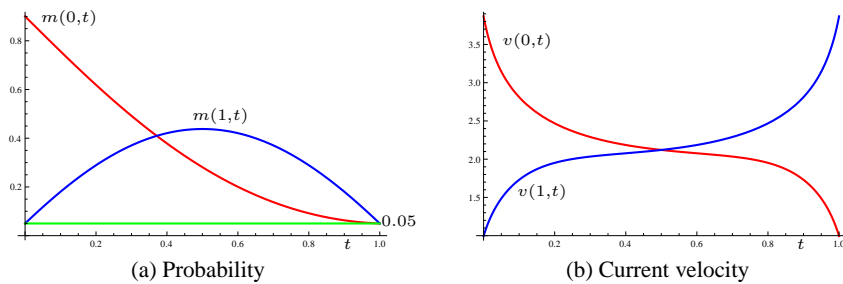 m(0,t)
0.8
0.6
m(1,t)
0.4
0.2
0.05
0.2 0.4 0.6 0.8 t 1.0
(a) Probability
v(0,t)
3.5
3.0
2.5
2.0
v(1,t)
1.5
0.2 0.4 0.6 0.8 t 1.0
(b) Current velocity